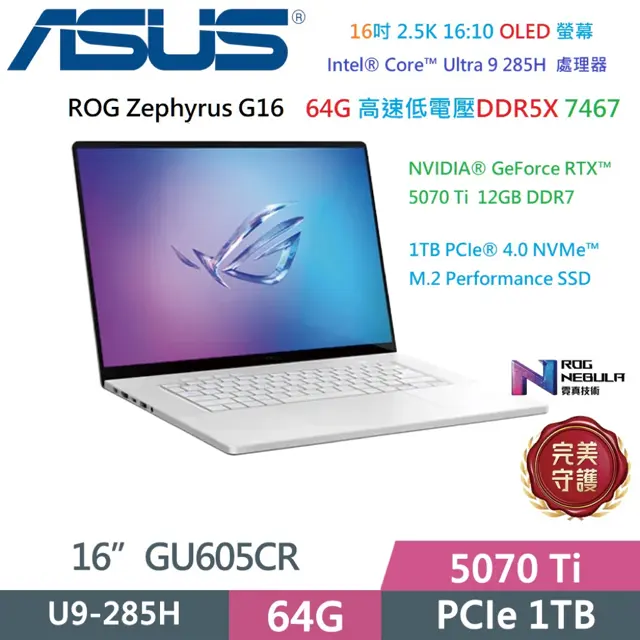 ASUS
16吋 2.5K 16:10 OLED 螢幕
Intel® Core™ Ultra 9 285H 處理器
ROG Zephyrus G16
64G 高速低電壓DDR5X 7467
NVIDIA® GeForce RTX™
5070 Ti 12GB DDR7
1TB PCIe® 4.0 NVMe™
M.2 Performance SSD
ROG
NEBULA
霓真技術
完美
守護
16” GU605CR
5070 Ti
U9-285H
64G
PCIe 1TB